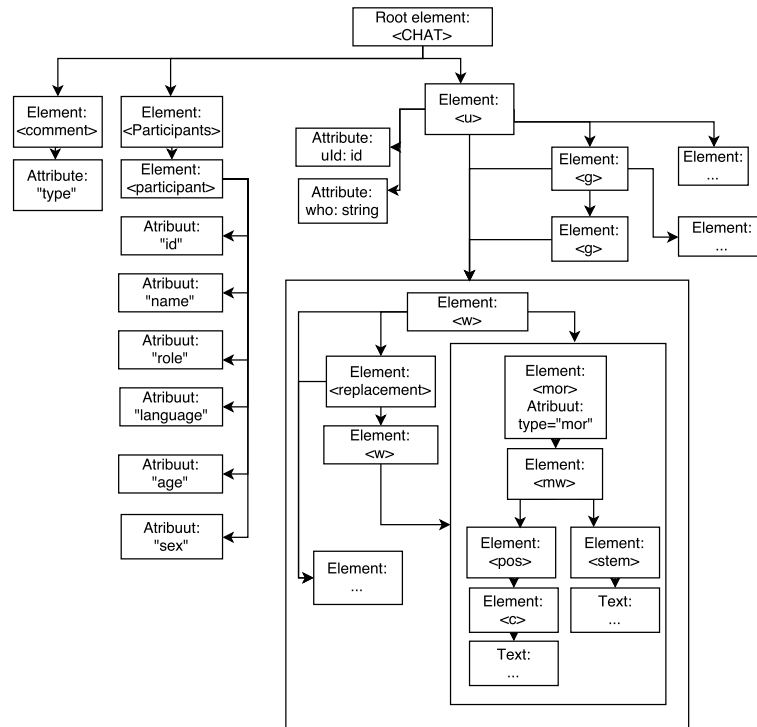 Root element:
<CHAT>
Element:
<comment>
Element:
<Participants>
Element:
<u>
Attribute:
"type"
Element:
<participant>
Attribute:
uId: id
Attribute:
who: string
Element:
<g>
Element:
...
Element:
<g>
Element:
...
Atribuut:
"id"
Atribuut:
"name"
Atribuut:
"role"
Atribuut:
"language"
Atribuut:
"age"
Atribuut:
"sex"
Element:
<w>
Element:
<replacement>
Element:
<w>
Element:
...
Element:
<mor>
Atribuut:
type="mor"
Element:
<mw>
Element:
<pos>
Element:
<stem>
Element:
<c>
Text:
...
Text:
...